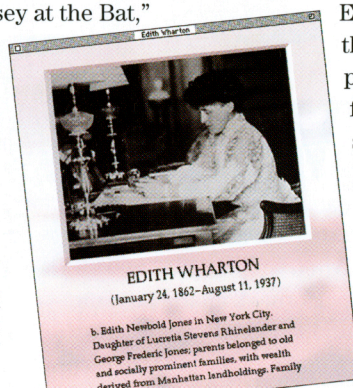 sey at the Bat,”
Edith Wharton
EDITH WHARTON
(January 24, 1862–August 11, 1937)
b. Edith Newbold Jones in New York City.
Daughter of Lucretia Stevens Rhinelander and
George Frederic Jones; parents belonged to old
and socially prominent families, with wealth
derived from Manhattan landholdings. Family
E
th
p
f
a